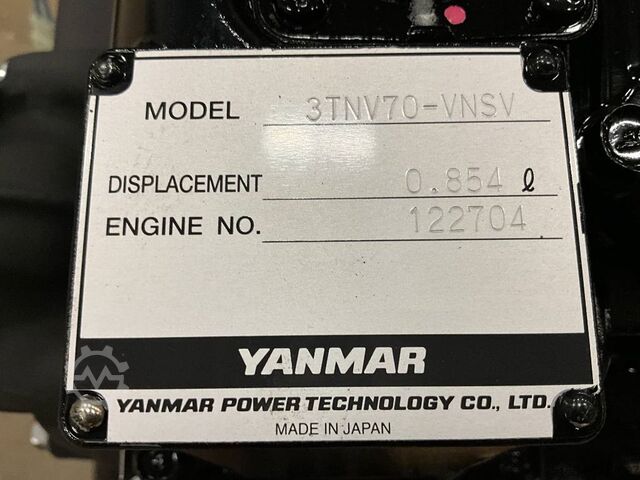 MODEL 3TNV70-VNSV
DISPLACEMENT 0.854 ℓ
ENGINE NO. 122704
YANMAR
YANMAR POWER TECHNOLOGY CO., LTD.
MADE IN JAPAN